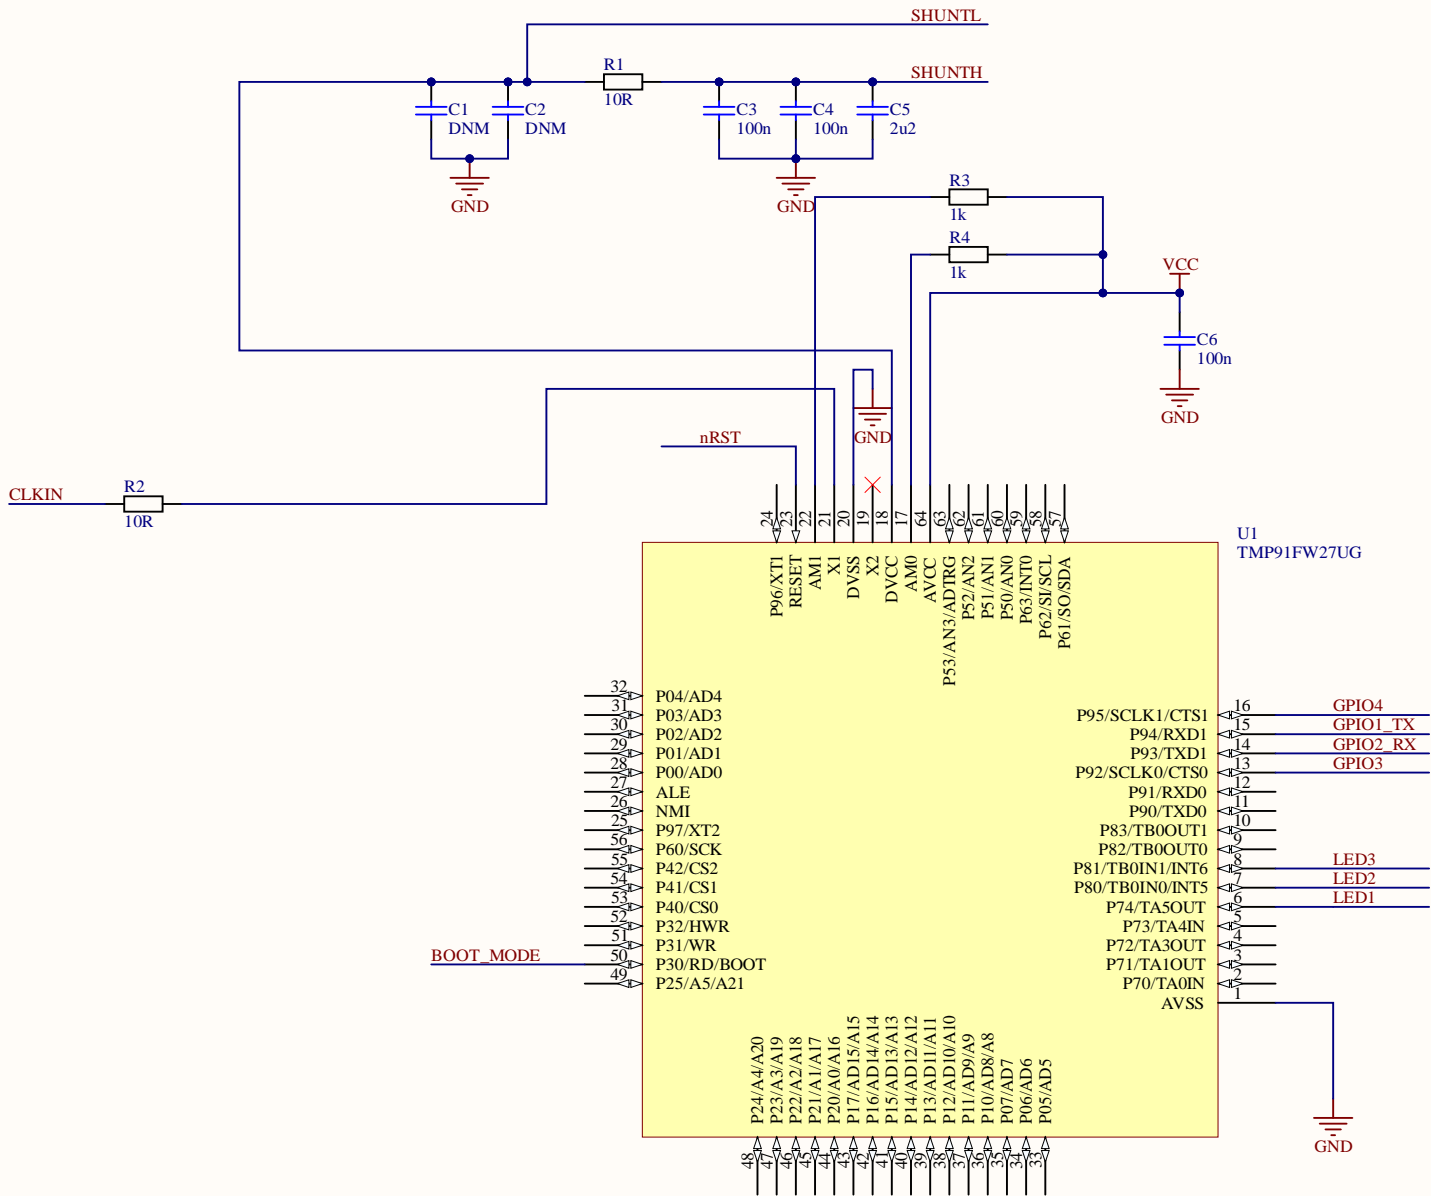 SHUNTL
R1
SHUNTH
10R
C1
DNM
C2
DNM
C3
100n
C4
100n
C5
2u2
GND
GND
R3
1k
R4
1k
VCC
C6
100n
GND
GND
nRST
CLKIN
R2
10R
U1
TMP91FW27UG
24
23
22
21
20
19
18
17
64
63
62
61
60
59
58
57
P96/XT1
RESET
AM1
X1
DVSS
X2
DVCC
AM0
AVCC
P53/AN3/ADTRG
P52/AN2
P51/AN1
P50/AN0
P63/INT0
P62/SI/SCL
P61/SO/SDA
32 P04/AD4
31 P03/AD3
30 P02/AD2
29 P01/AD1
28 P00/AD0
27 ALE
26 NMI
25 P97/XT2
56 P60/SCK
55 P42/CS2
54 P41/CS1
53 P40/CS0
52 P32/HWR
51 P31/WR
BOOT_MODE 50 P30/RD/BOOT
49 P25/A5/A21
P95/SCLK1/CTS1 16 GPIO4
P94/RXD1 15 GPIO1_TX
P93/TXD1 14 GPIO2_RX
P92/SCLK0/CTS0 13 GPIO3
P91/RXD0 12
P90/TXD0 11
P83/TB0OUT1 10
P82/TB0OUT0 9
P81/TB0IN1/INT6 8 LED3
P80/TB0IN0/INT5 7 LED2
P74/TA5OUT 6 LED1
P73/TA4IN 5
P72/TA3OUT 4
P71/TA1OUT 3
P70/TA0IN 2
AVSS 1
P24/A4/A20
P23/A3/A19
P22/A2/A18
P21/A1/A17
P20/A0/A16
P17/AD15/A15
P16/AD14/A14
P15/AD13/A13
P14/AD12/A12
P13/AD11/A11
P12/AD10/A10
P11/AD9/A9
P10/AD8/A8
P07/AD7
P06/AD6
P05/AD5
48
47
46
45
44
43
42
41
40
39
38
37
36
35
34
33
GND